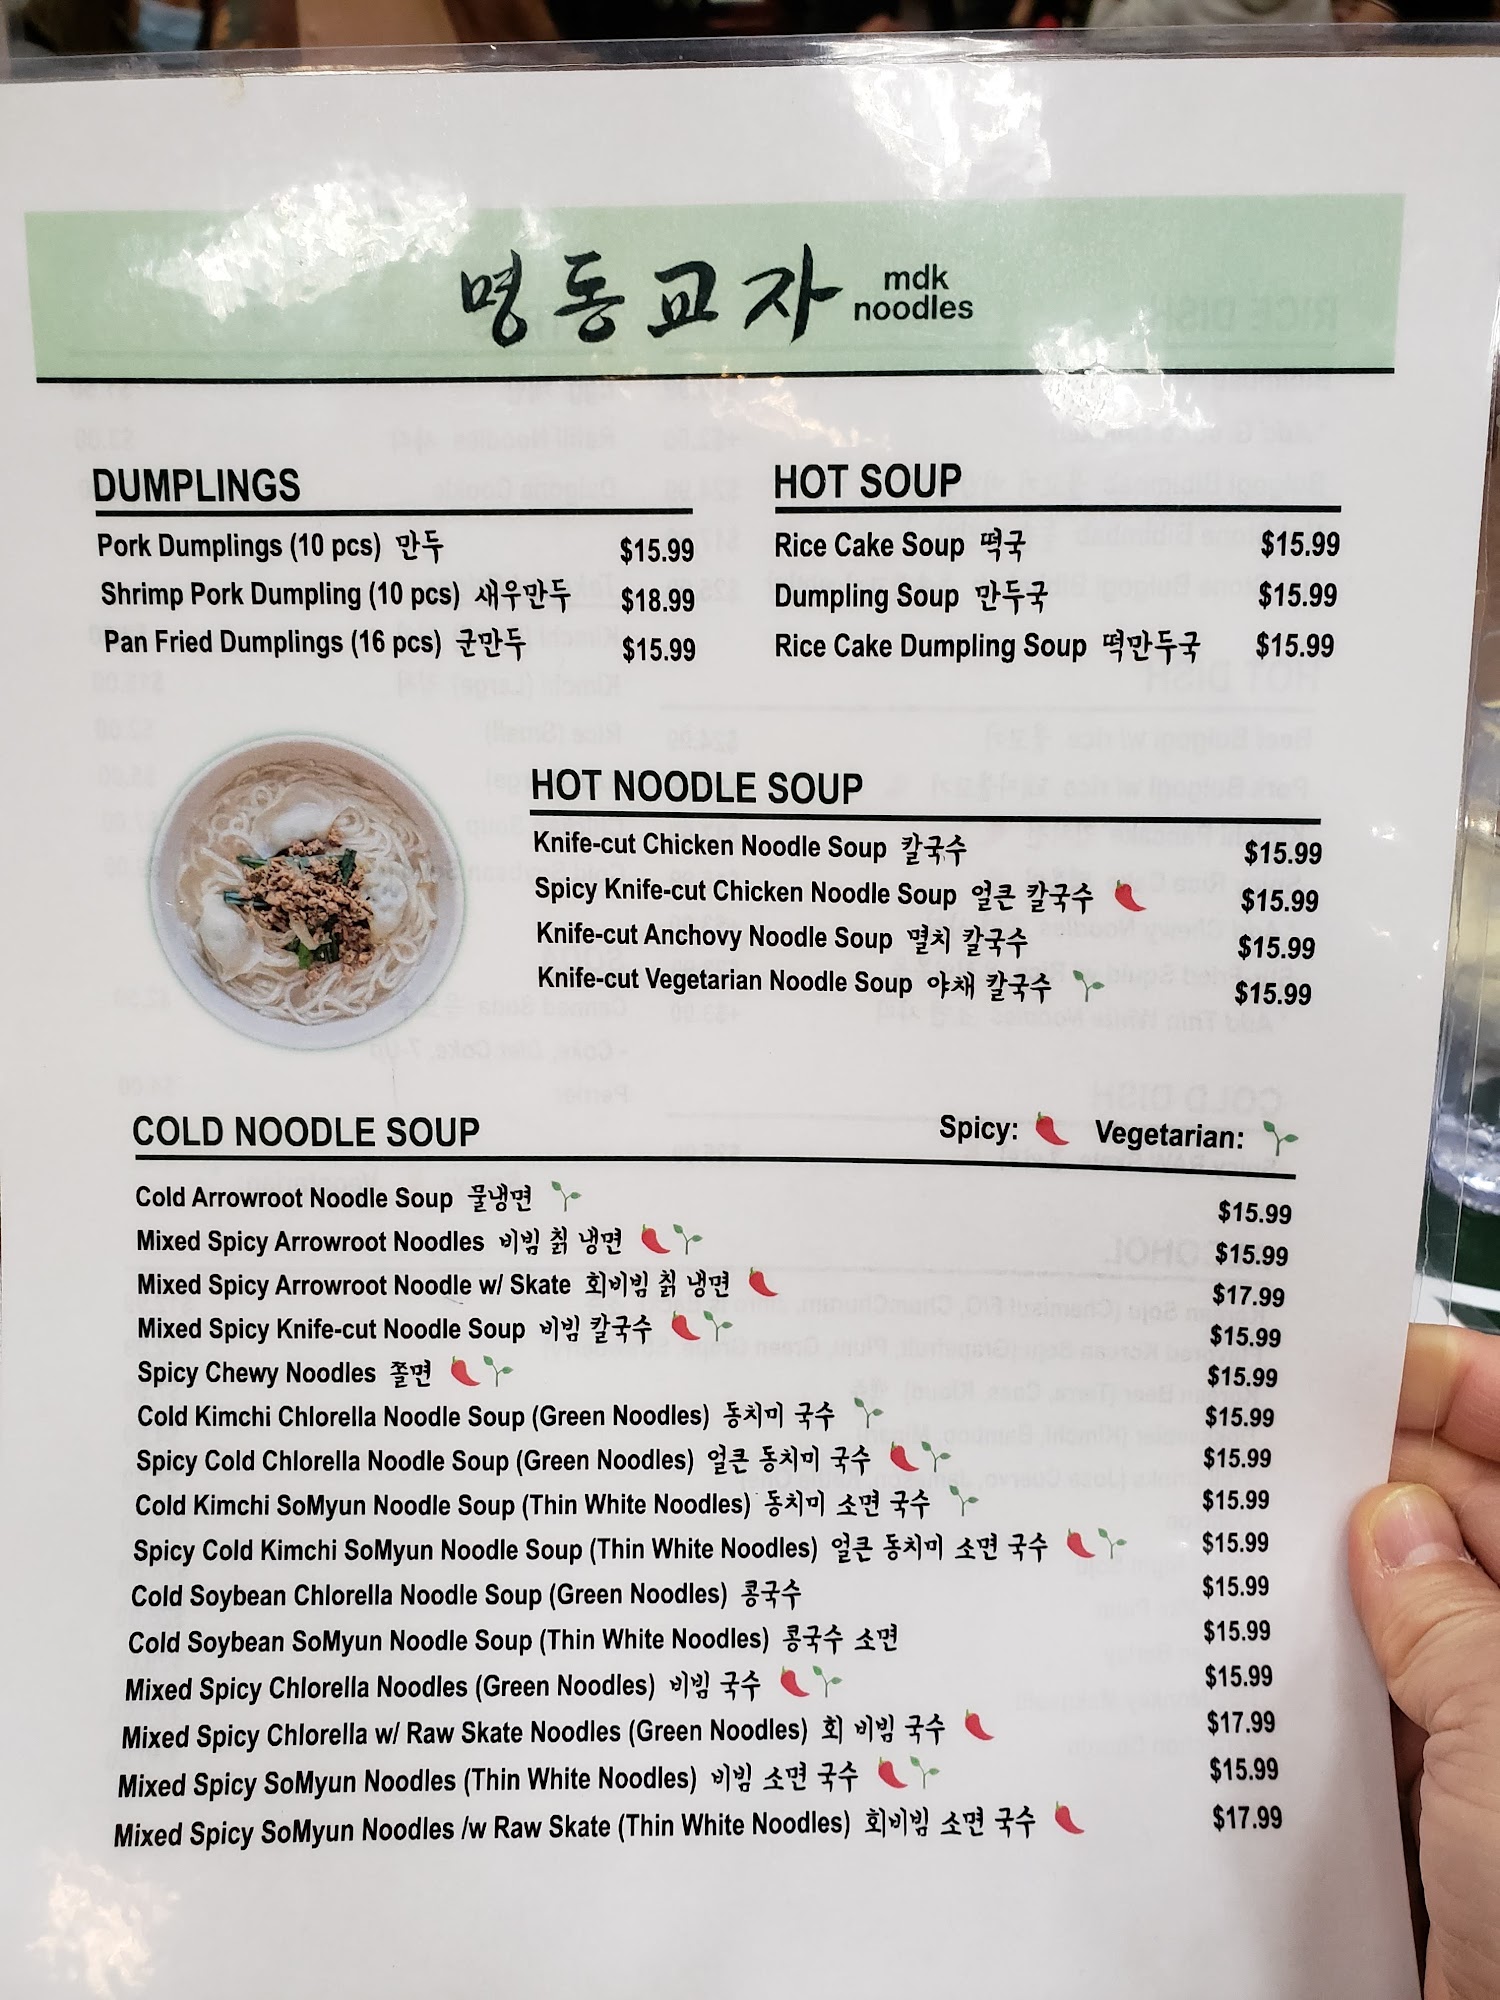 명동교자 mdk noodles
DUMPLINGS
Pork Dumplings (10 pcs) 만두 $15.99
Shrimp Pork Dumpling (10 pcs) 새우만두 $18.99
Pan Fried Dumplings (16 pcs) 군만두 $15.99
HOT SOUP
Rice Cake Soup 떡국 $15.99
Dumpling Soup 만두국 $15.99
Rice Cake Dumpling Soup 떡만두국 $15.99
HOT NOODLE SOUP
Knife-cut Chicken Noodle Soup 칼국수 $15.99
Spicy Knife-cut Chicken Noodle Soup 얼큰 칼국수 $15.99
Knife-cut Anchovy Noodle Soup 멸치 칼국수 $15.99
Knife-cut Vegetarian Noodle Soup 야채 칼국수 $15.99
COLD NOODLE SOUP Spicy: Vegetarian:
Cold Arrowroot Noodle Soup 물냉면 $15.99
Mixed Spicy Arrowroot Noodles 비빔 칡 냉면 $15.99
Mixed Spicy Arrowroot Noodle w/ Skate 회비빔 칡 냉면 $17.99
Mixed Spicy Knife-cut Noodle Soup 비빔 칼국수 $15.99
Spicy Chewy Noodles 쫄면 $15.99
Cold Kimchi Chlorella Noodle Soup (Green Noodles) 동치미 국수 $15.99
Spicy Cold Chlorella Noodle Soup (Green Noodles) 얼큰 동치미 국수 $15.99
Cold Kimchi SoMyun Noodle Soup (Thin White Noodles) 동치미 소면 국수 $15.99
Spicy Cold Kimchi SoMyun Noodle Soup (Thin White Noodles) 얼큰 동치미 소면 국수 $15.99
Cold Soybean Chlorella Noodle Soup (Green Noodles) 콩국수 $15.99
Cold Soybean SoMyun Noodle Soup (Thin White Noodles) 콩국수 소면 $15.99
Mixed Spicy Chlorella Noodles (Green Noodles) 비빔 국수 $15.99
Mixed Spicy Chlorella w/ Raw Skate Noodles (Green Noodles) 회 비빔 국수 $17.99
Mixed Spicy SoMyun Noodles (Thin White Noodles) 비빔 소면 국수 $15.99
Mixed Spicy SoMyun Noodles /w Raw Skate (Thin White Noodles) 회비빔 소면 국수 $17.99